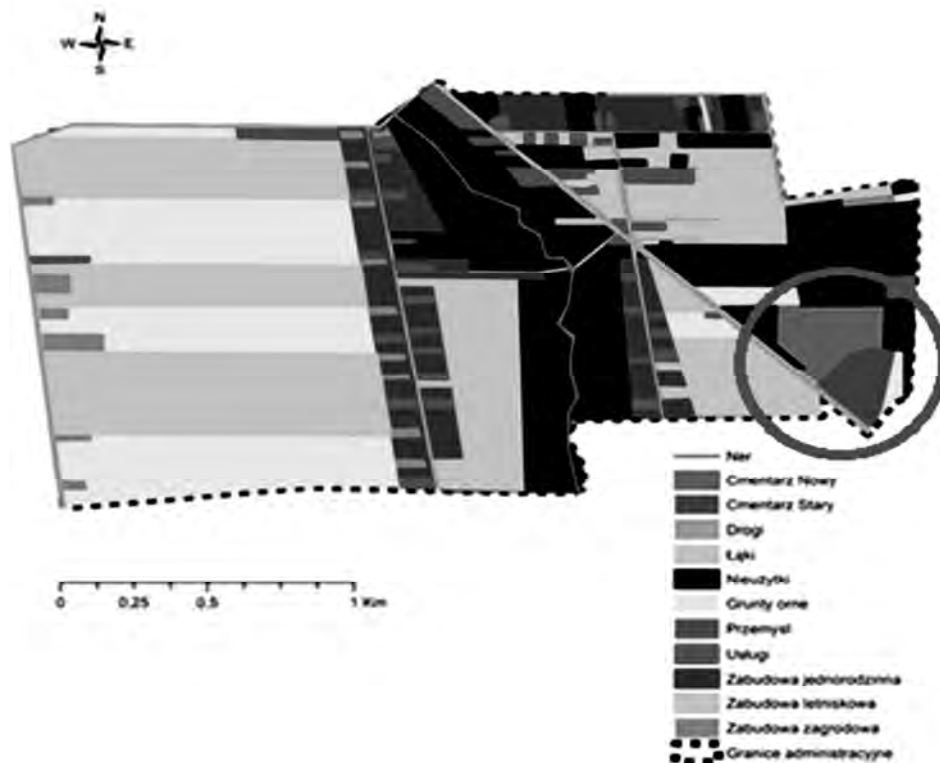 N
W E
S
0 0.25 0.5 1 Km
Ner
Cmentarz Nowy
Cmentarz Stary
Drogi
Łąki
Nieużytki
Grunty orne
Przemysł
Usługi
Zabudowa jednorodzinna
Zabudowa letniskowa
Zabudowa zagrodowa
Granice administracyjne